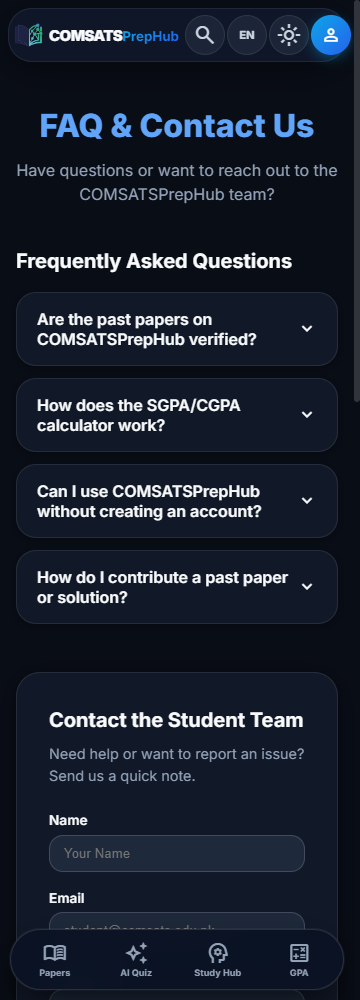 COMSATSPrepHub
EN
FAQ & Contact Us
Have questions or want to reach out to the
COMSATSPrepHub team?
Frequently Asked Questions
Are the past papers on
COMSATSPrepHub verified?
How does the SGPA/CGPA
calculator work?
Can I use COMSATSPrepHub
without creating an account?
How do I contribute a past paper
or solution?
Contact the Student Team
Need help or want to report an issue?
Send us a quick note.
Name
Your Name
Email
Papers
AI Quiz
Study Hub
GPA